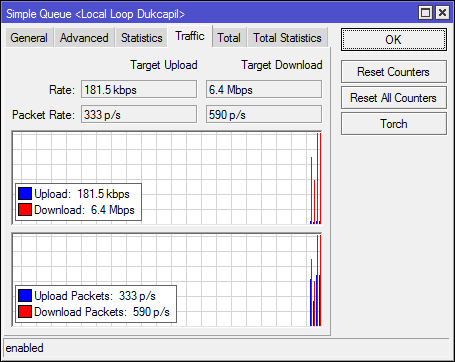 Simple Queue <Local Loop Dukcapil>
General Advanced Statistics Traffic Total Total Statistics
Target Upload Target Download
Rate: 181.5 kbps 6.4 Mbps
Packet Rate: 333 p/s 590 p/s
Upload: 181.5 kbps
Download: 6.4 Mbps
Upload Packets: 333 p/s
Download Packets: 590 p/s
OK
Reset Counters
Reset All Counters
Torch
enabled